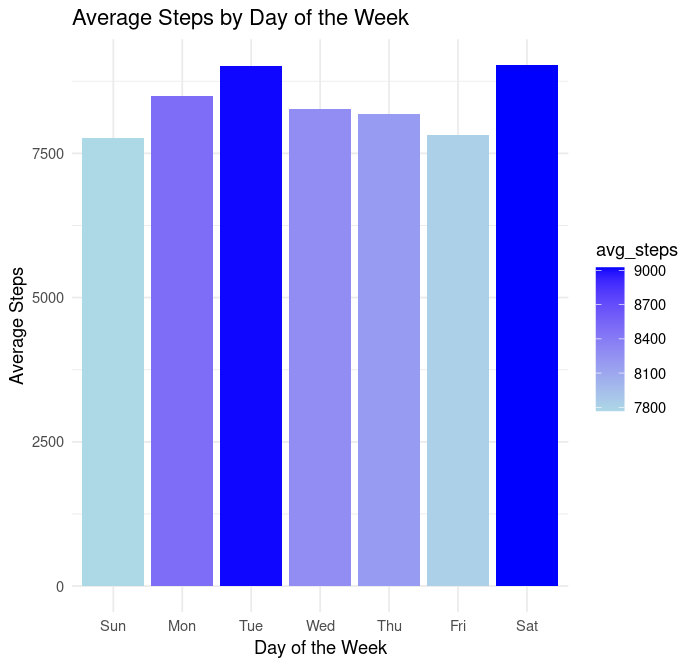 Average Steps by Day of the Week
Average Steps
7500
5000
2500
0
Sun Mon Tue Wed Thu Fri Sat
Day of the Week
avg_steps
9000
8700
8400
8100
7800